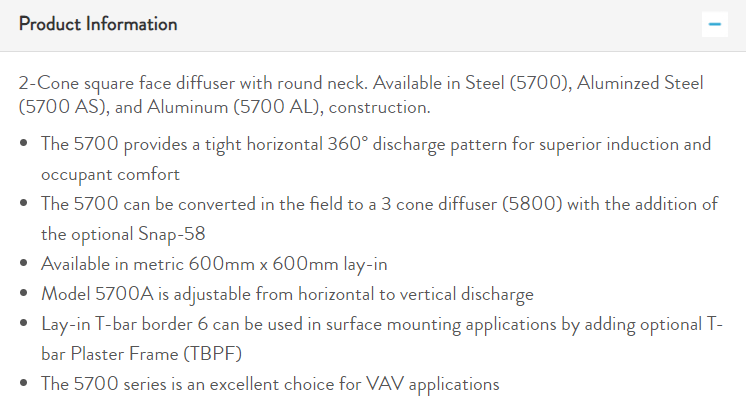 Product Information
2-Cone square face diffuser with round neck. Available in Steel (5700), Aluminzed Steel
(5700 AS), and Aluminum (5700 AL), construction.
• The 5700 provides a tight horizontal 360° discharge pattern for superior induction and
occupant comfort
• The 5700 can be converted in the field to a 3 cone diffuser (5800) with the addition of
the optional Snap-58
• Available in metric 600mm x 600mm lay-in
• Model 5700A is adjustable from horizontal to vertical discharge
• Lay-in T-bar border 6 can be used in surface mounting applications by adding optional T-
bar Plaster Frame (TBPF)
• The 5700 series is an excellent choice for VAV applications